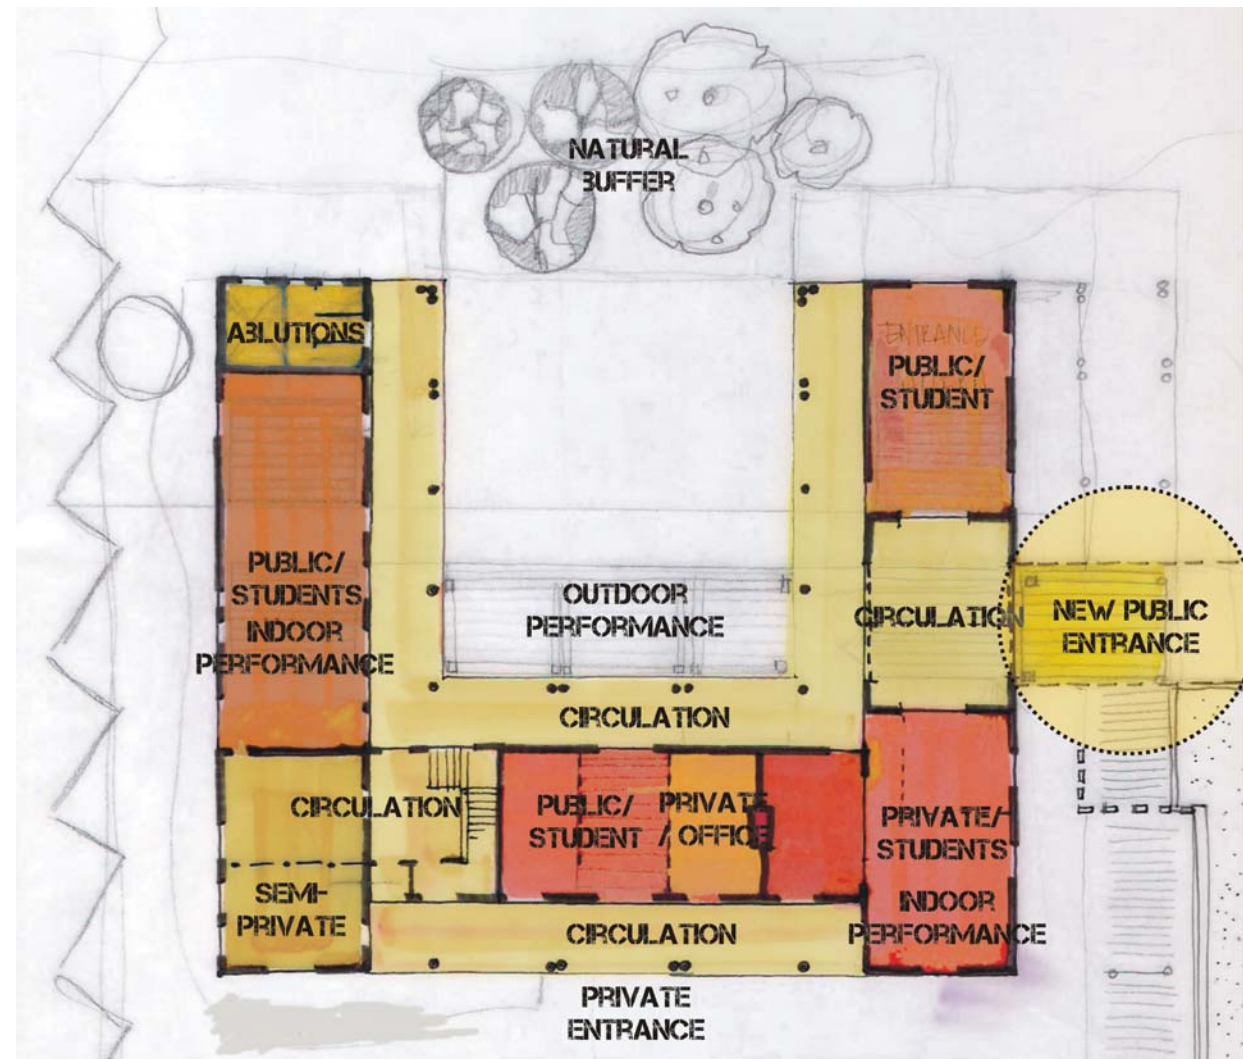 NATURAL
BUFFER
ABLUTIONS
ENTRANCE
PUBLIC/
STUDENT
PUBLIC/
STUDENTS
INDOOR
PERFORMANCE
OUTDOOR
PERFORMANCE
CIRCULATION
NEW PUBLIC
ENTRANCE
CIRCULATION
CIRCULATION
PUBLIC/
STUDENT
PRIVATE
/ OFFICE
PRIVATE/
STUDENTS
INDOOR
PERFORMANCE
SEMI-
PRIVATE
CIRCULATION
PRIVATE
ENTRANCE